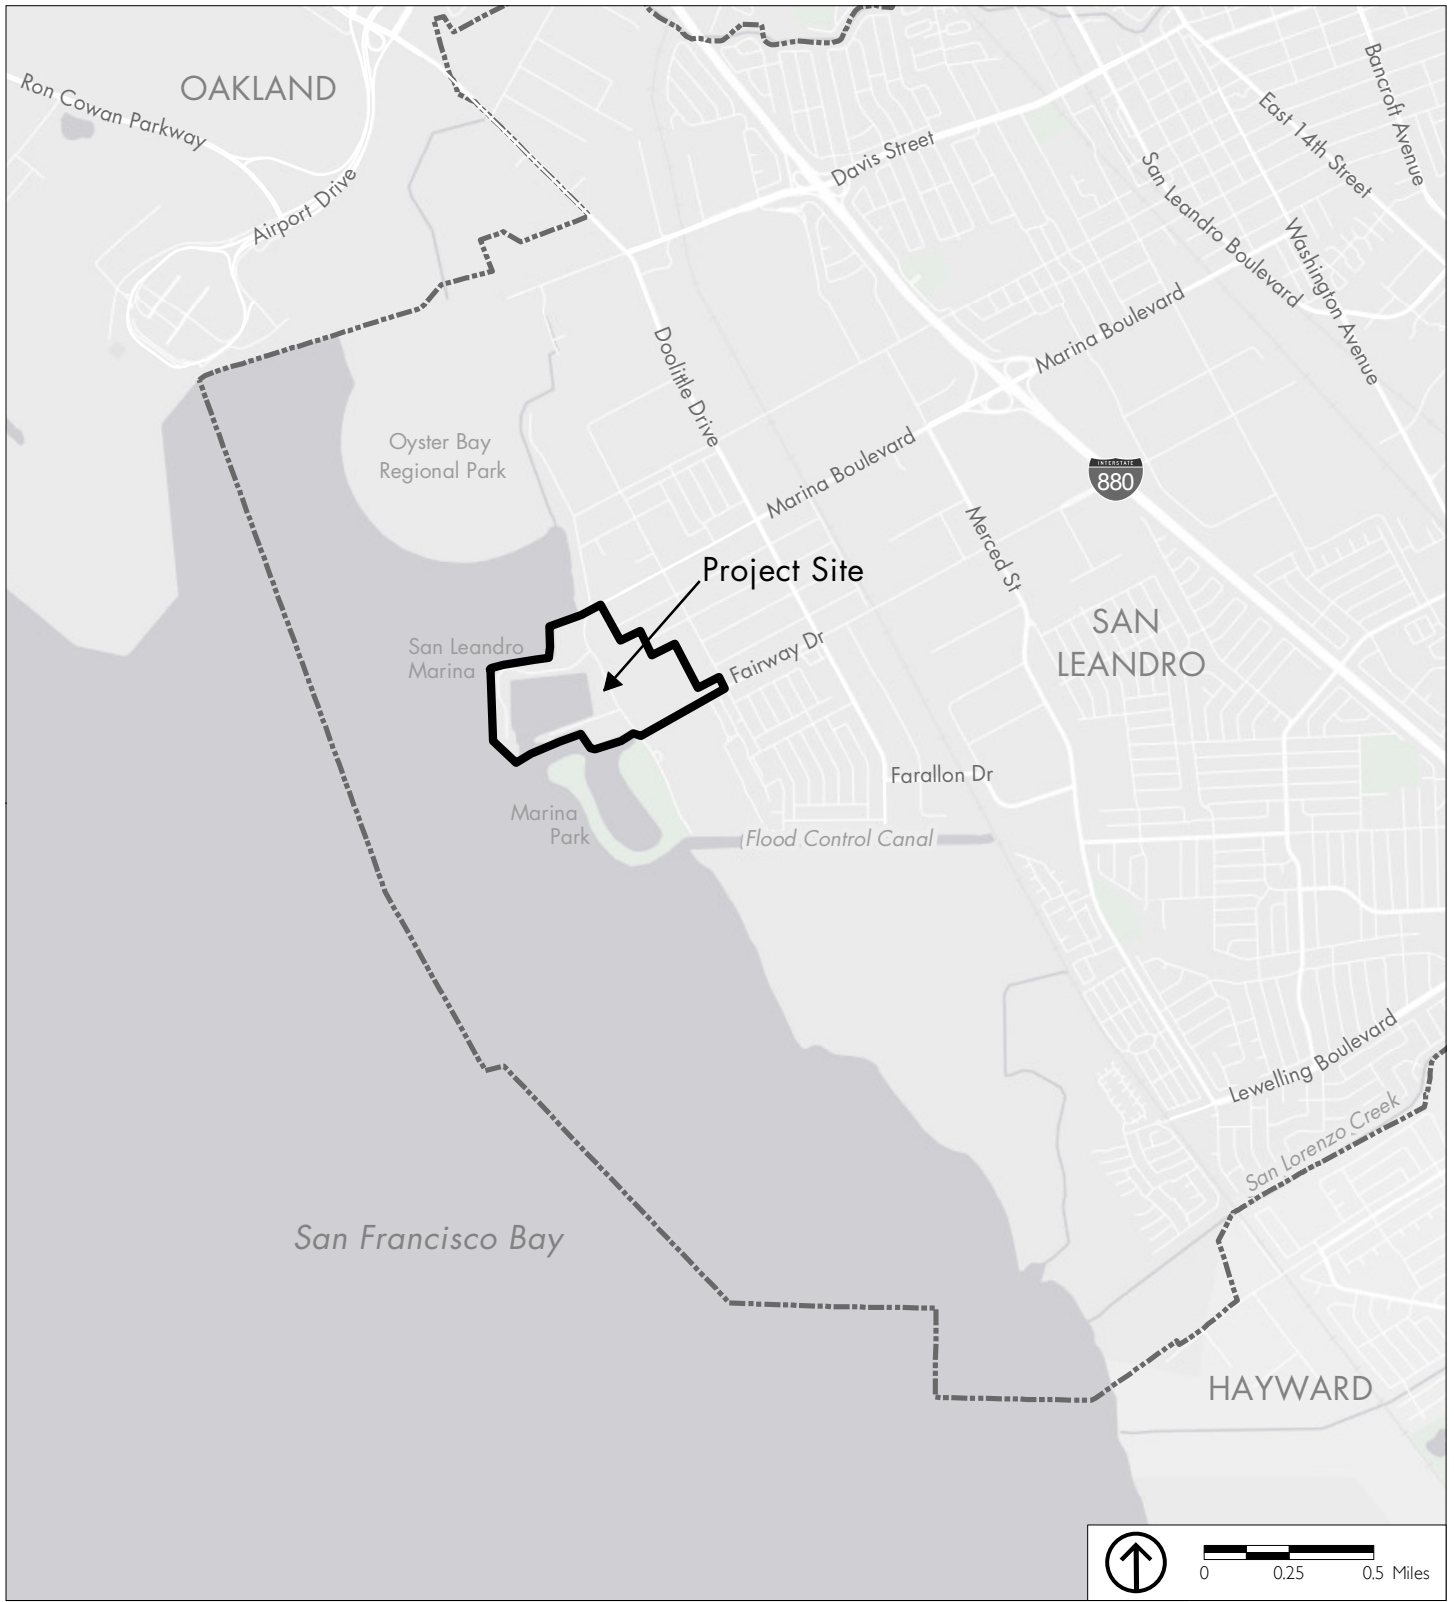 OAKLAND
Ron Cowan Parkway
Airport Drive
Davis Street
Bancroft Avenue
East 14th Street
San Leandro Boulevard
Washington Avenue
Marina Boulevard
Doolittle Drive
Oyster Bay
Regional Park
Marina Boulevard
INTERSTATE
880
Merced St
Project Site
SAN
LEANDRO
San Leandro
Marina
Fairway Dr
Farallon Dr
Marina
Park
Flood Control Canal
Lewelling Boulevard
San Lorenzo Creek
San Francisco Bay
HAYWARD
0 0.25 0.5 Miles